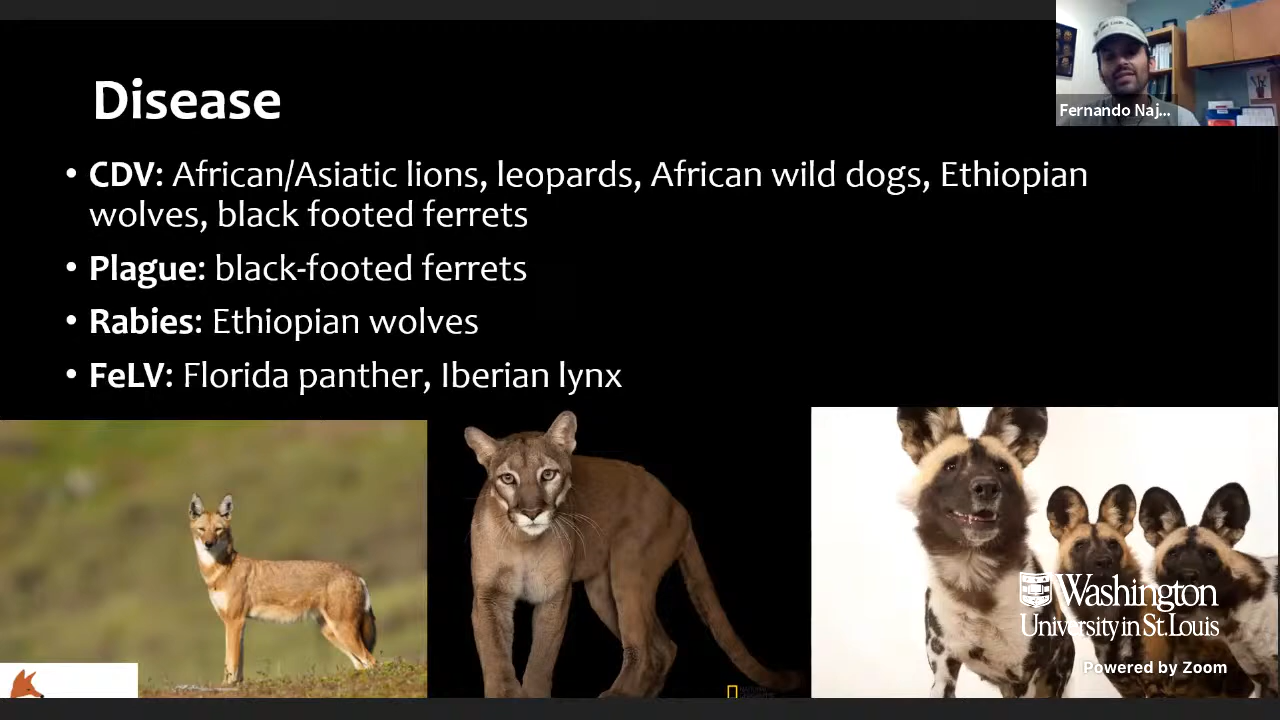 Disease
Fernando Naj...
• CDV: African/Asiatic lions, leopards, African wild dogs, Ethiopian
wolves, black footed ferrets
• Plague: black-footed ferrets
• Rabies: Ethiopian wolves
• FeLV: Florida panther, Iberian lynx
Washington
University in St. Louis
Powered by Zoom